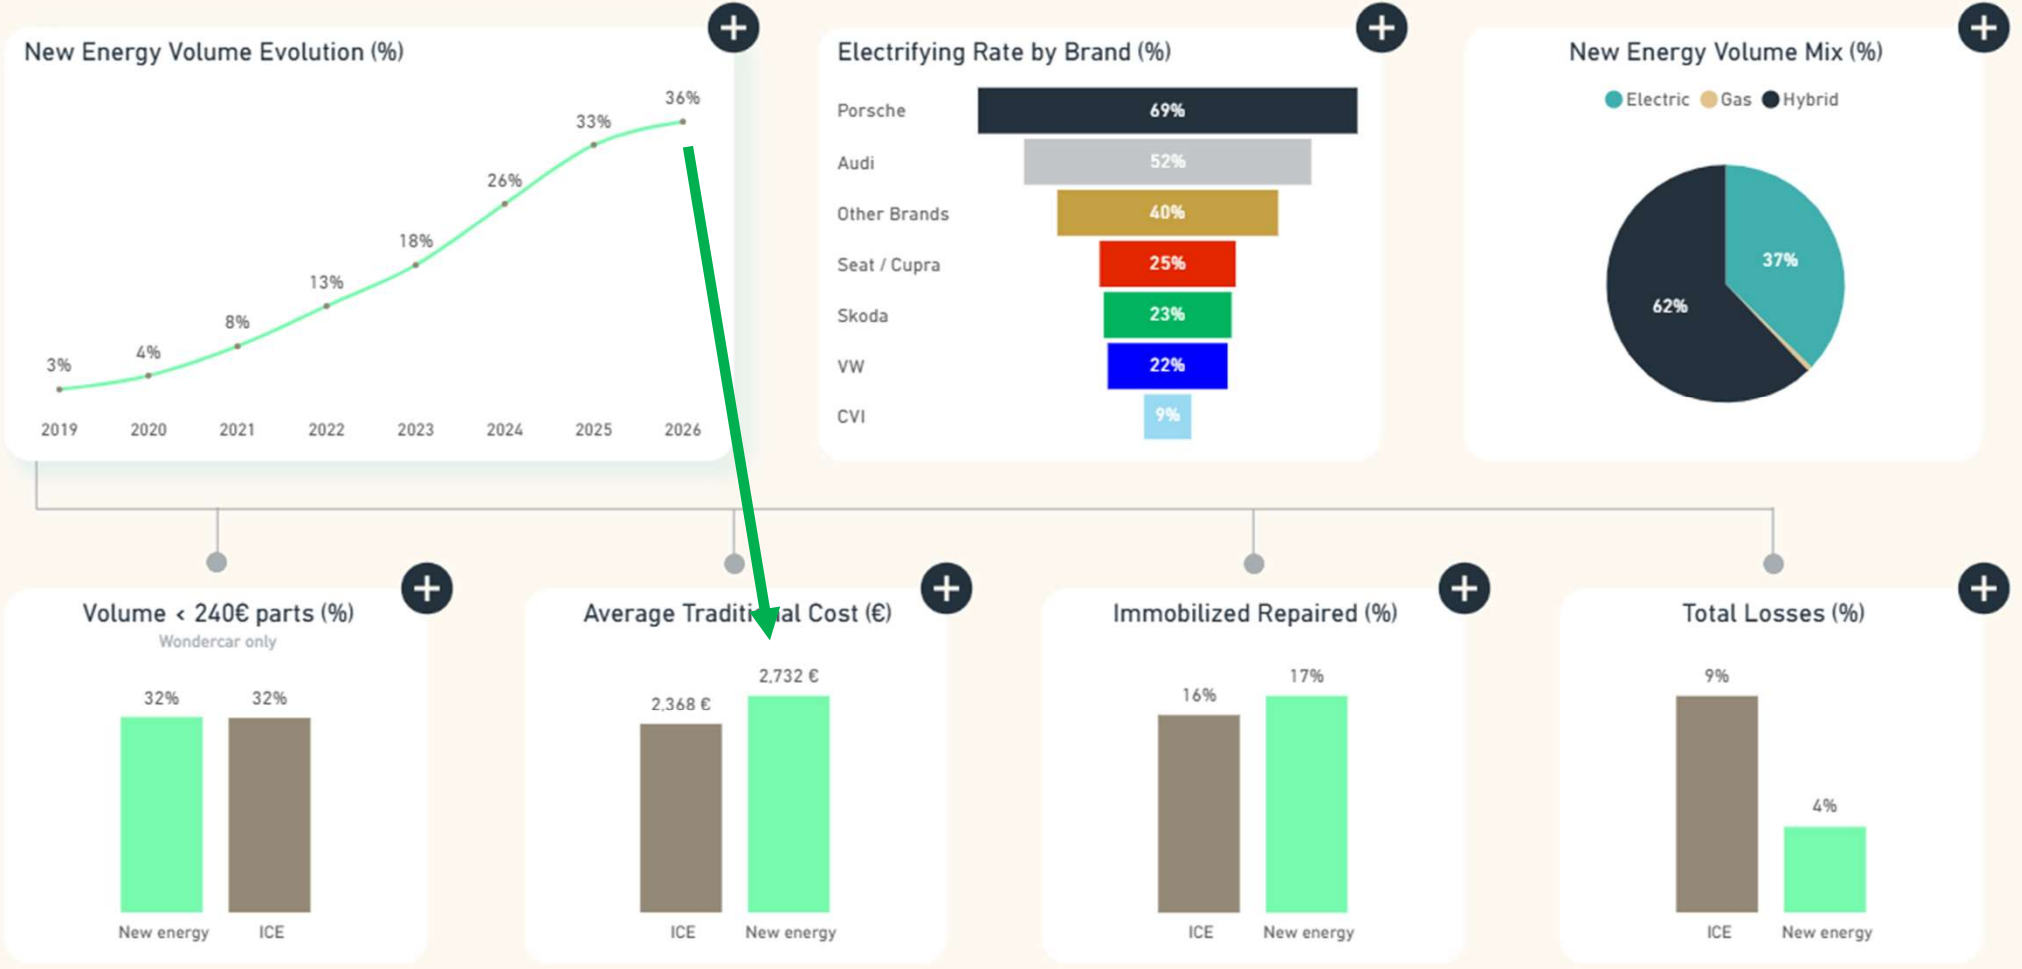 New Energy Volume Evolution (%)
3%
4%
8%
13%
18%
26%
33%
36%
2019 2020 2021 2022 2023 2024 2025 2026
Electrifying Rate by Brand (%)
Porsche 69%
Audi 52%
Other Brands 40%
Seat / Cupra 25%
Skoda 23%
VW 22%
CVI 9%
New Energy Volume Mix (%)
Electric Gas Hybrid
37%
62%
Volume < 240€ parts (%)
Wondercar only
32% 32%
New energy ICE
Average Cost (€)
2,368 € 2,732 €
ICE New energy
Immobilized Repaired (%)
16% 17%
ICE New energy
Total Losses (%)
9% 4%
ICE New energy